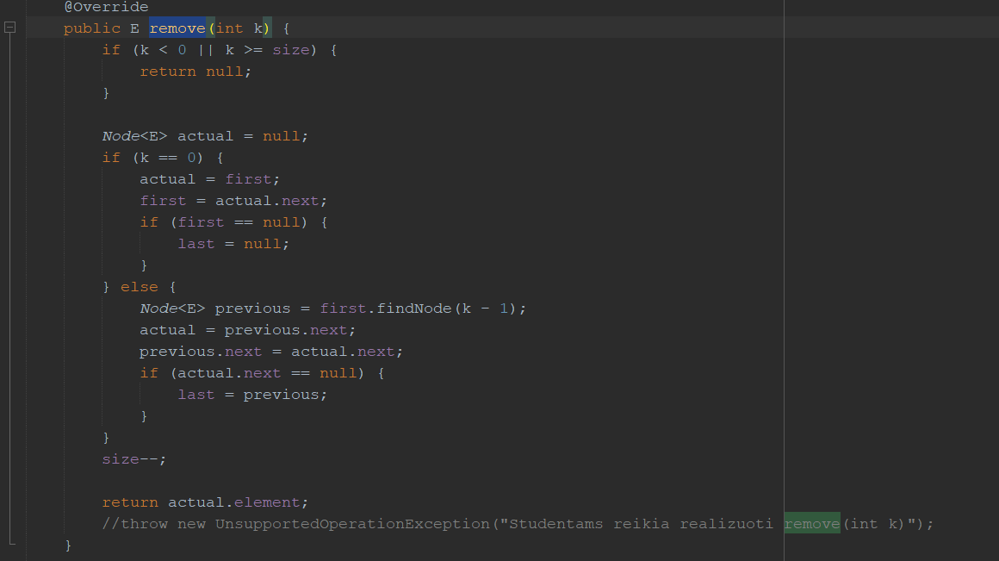 @Override
public E remove(int k) {
if (k < 0 || k >= size) {
return null;
}
Node<E> actual = null;
if (k == 0) {
actual = first;
first = actual.next;
if (first == null) {
last = null;
}
} else {
Node<E> previous = first.findNode(k - 1);
actual = previous.next;
previous.next = actual.next;
if (actual.next == null) {
last = previous;
}
}
size--;
return actual.element;
//throw new UnsupportedOperationException("Studentams reikia realizuoti remove(int k)");
}